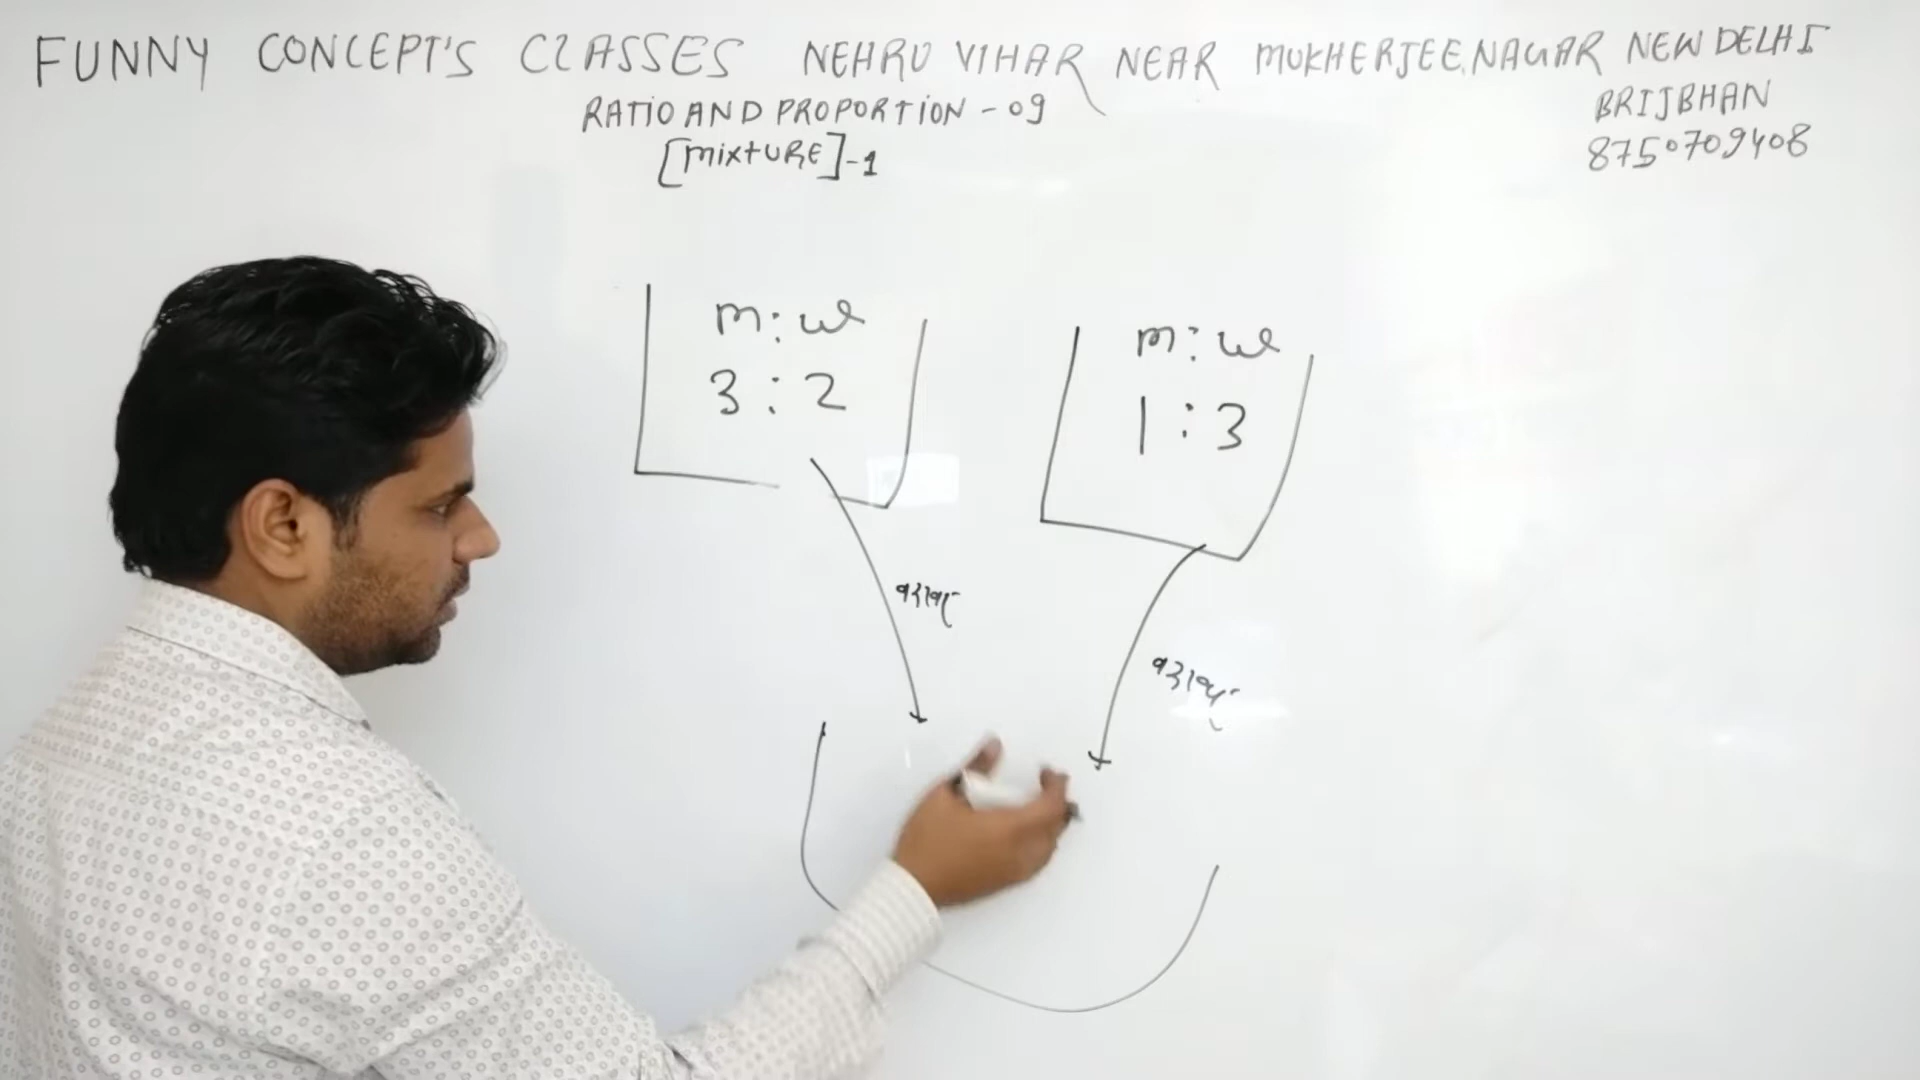 FUNNY CONCEPT'S CLASSES NEHRU VIHAR NEAR MUKHERJEE NAGAR NEW DELHI
RATIO AND PROPORTION - 09
[MIXTURE]-1
BRIJBHAN
8750709408
m : w
3 : 2
m : w
1 : 3
बराबर
बराबर